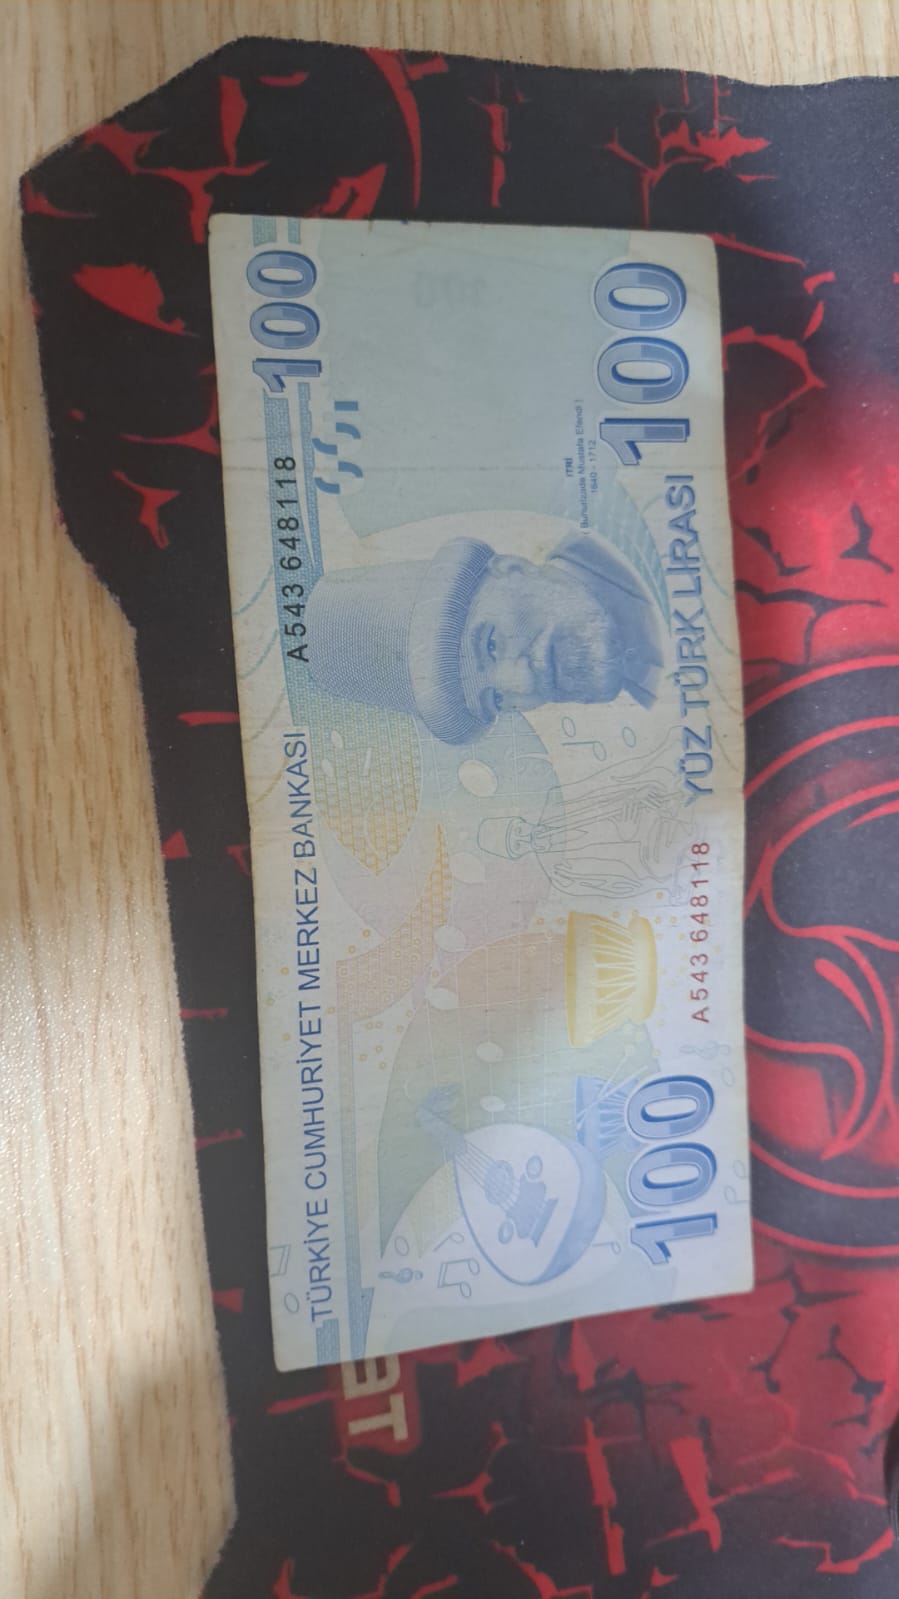 TÜRKİYE CUMHURİYET MERKEZ BANKASI
A543 648118
100
ITRİ
( Buhurizade Mustafa Efendi )
1640 - 1712
100
A543 648118
YÜZ TÜRK LİRASI
100